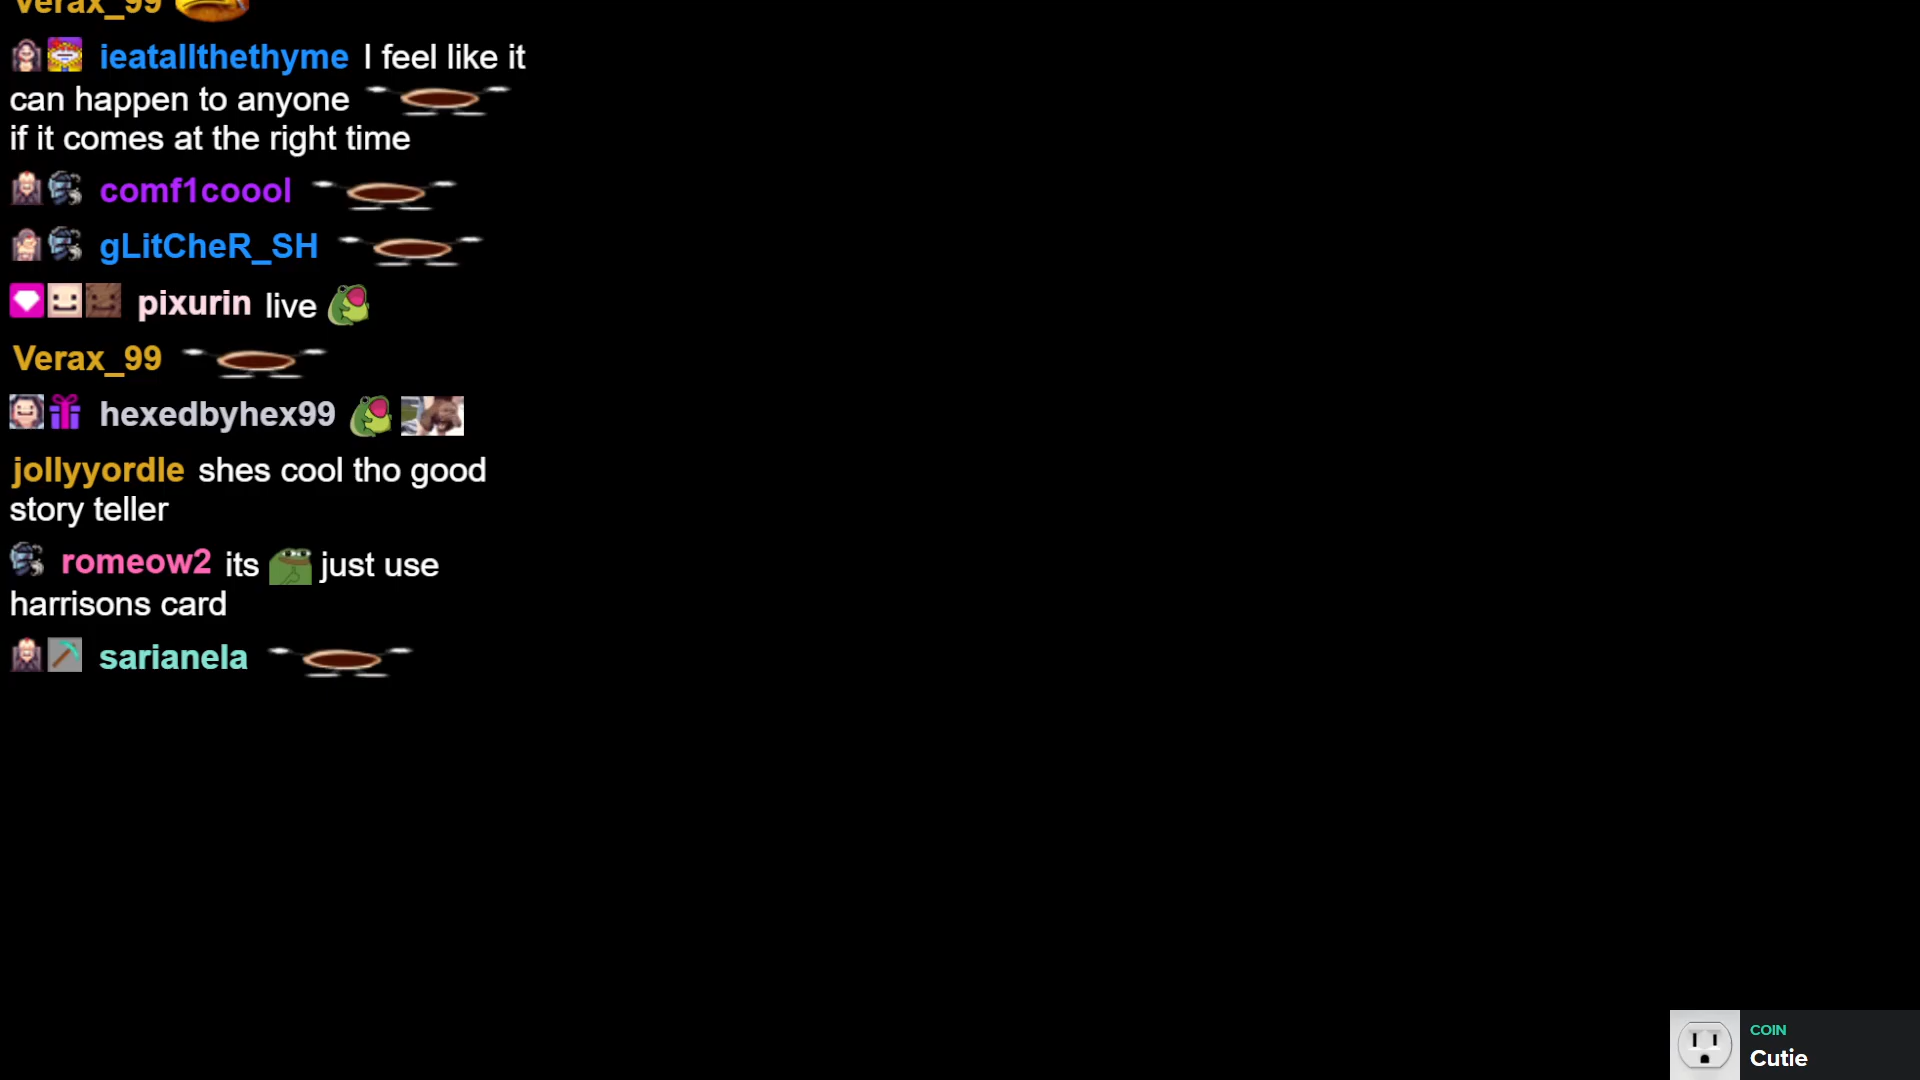 Verax_99
ieatallthethyme I feel like it
can happen to anyone
if it comes at the right time
comf1coool
gLitCheR_SH
pixurin live
Verax_99
hexedbyhex99
jollyyordle shes cool tho good
story teller
romeow2 its just use
harrisons card
sarianela
COIN
Cutie